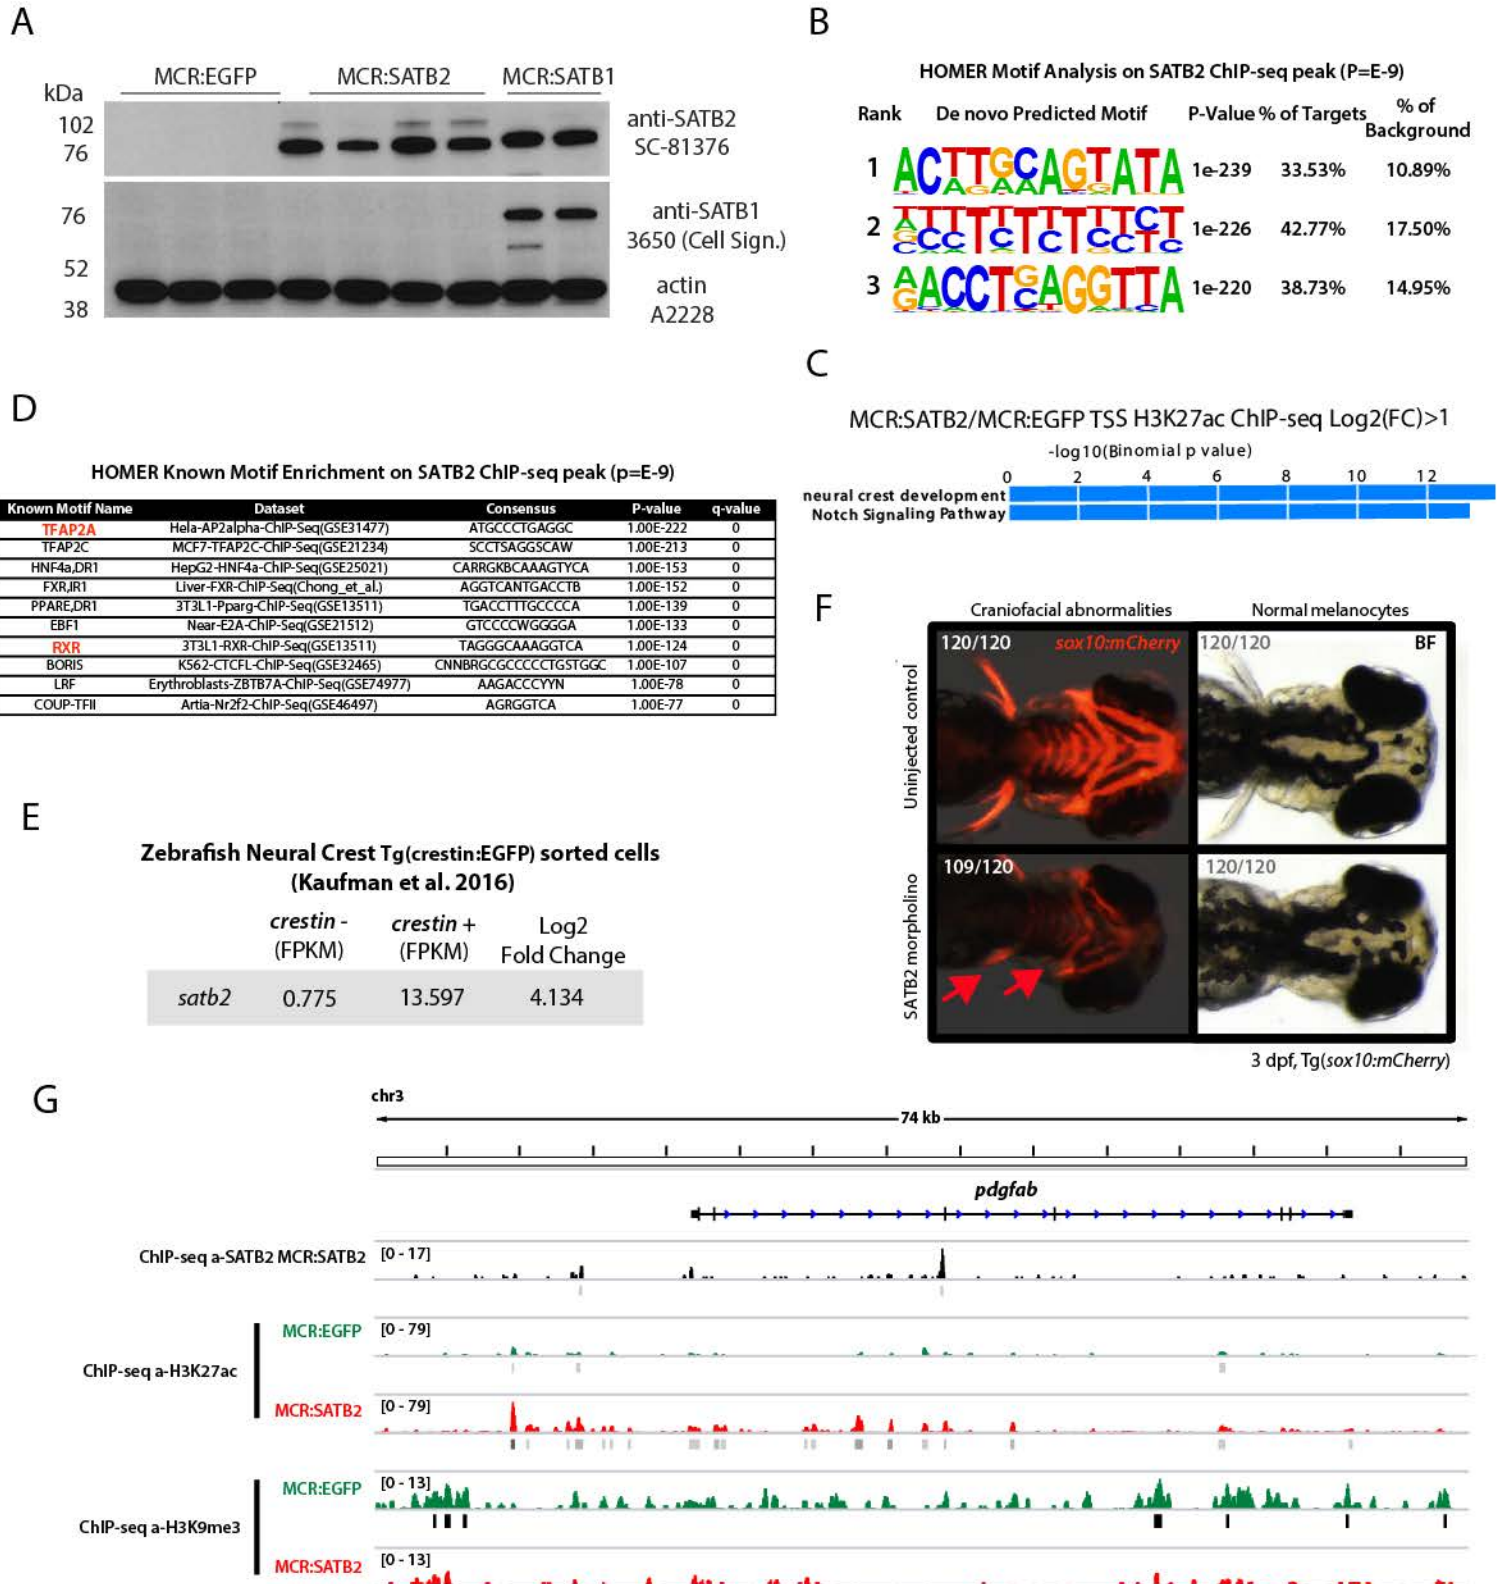 A
MCR:EGFP MCR:SATB2 MCR:SATB1
kDa
102
76
anti-SATB2
SC-81376
76
52
38
anti-SATB1
3650 (Cell Sign.)
actin
A2228
B
HOMER Motif Analysis on SATB2 ChIP-seq peak (P=E-9)
Rank De novo Predicted Motif P-Value % of Targets % of Background
1 ACTTGCAGTATA 1e-239 33.53% 10.89%
2 TTTTTTTTTCT 1e-226 42.77% 17.50%
3 AACCTGAGGTTA 1e-220 38.73% 14.95%
C
MCR:SATB2/MCR:EGFP TSS H3K27ac ChIP-seq Log2(FC)>1
-log10(Binomial p value)
0 2 4 6 8 10 12
neural crest development
Notch Signaling Pathway
D
HOMER Known Motif Enrichment on SATB2 ChIP-seq peak (p=E-9)
Known Motif Name Dataset Consensus P-value q-value
TFAP2A Hela-AP2alpha-ChIP-Seq(GSE31477) ATGCCCTGAGGC 1.00E-222 0
TFAP2C MCF7-TFAP2C-ChIP-Seq(GSE21234) SCCTSAGGSCAW 1.00E-213 0
HNF4a,DR1 HepG2-HNF4a-ChIP-Seq(GSE25021) CARRGKBCAAAGTYCA 1.00E-153 0
FXR,IR1 Liver-FXR-ChIP-Seq(Chong_et_al.) AGGTCANTGACCTB 1.00E-152 0
PPARE,DR1 3T3L1-Pparg-ChIP-Seq(GSE13511) TGACCTTTGCCCCA 1.00E-139 0
EBF1 Near-E2A-ChIP-Seq(GSE21512) GTCCCCWGGGGA 1.00E-133 0
RXR 3T3L1-RXR-ChIP-Seq(GSE13511) TAGGGCAAAGGTCA 1.00E-124 0
BORIS K562-CTCFL-ChIP-Seq(GSE32465) CNNBRGCGCCCCCTGSTGGC 1.00E-107 0
LRF Erythroblasts-ZBTB7A-ChIP-Seq(GSE74977) AAGACCCYYN 1.00E-78 0
COUP-TFII Artia-Nr2f2-ChIP-Seq(GSE46497) AGRGGTCA 1.00E-77 0
E
Zebrafish Neural Crest Tg(crestin:EGFP) sorted cells
(Kaufman et al. 2016)
crestin - crestin + Log2
(FPKM) (FPKM) Fold Change
satb2 0.775 13.597 4.134
F
Craniofacial abnormalities Normal melanocytes
Uninjected control
120/120 sox10:mCherry 120/120 BF
SATB2 morpholino
109/120 120/120
3 dpf, Tg(sox10:mCherry)
G
chr3
74 kb
pdgfab
ChIP-seq a-SATB2 MCR:SATB2 [0 - 17]
ChIP-seq a-H3K27ac
MCR:EGFP [0 - 79]
MCR:SATB2 [0 - 79]
ChIP-seq a-H3K9me3
MCR:EGFP [0 - 13]
MCR:SATB2 [0 - 13]